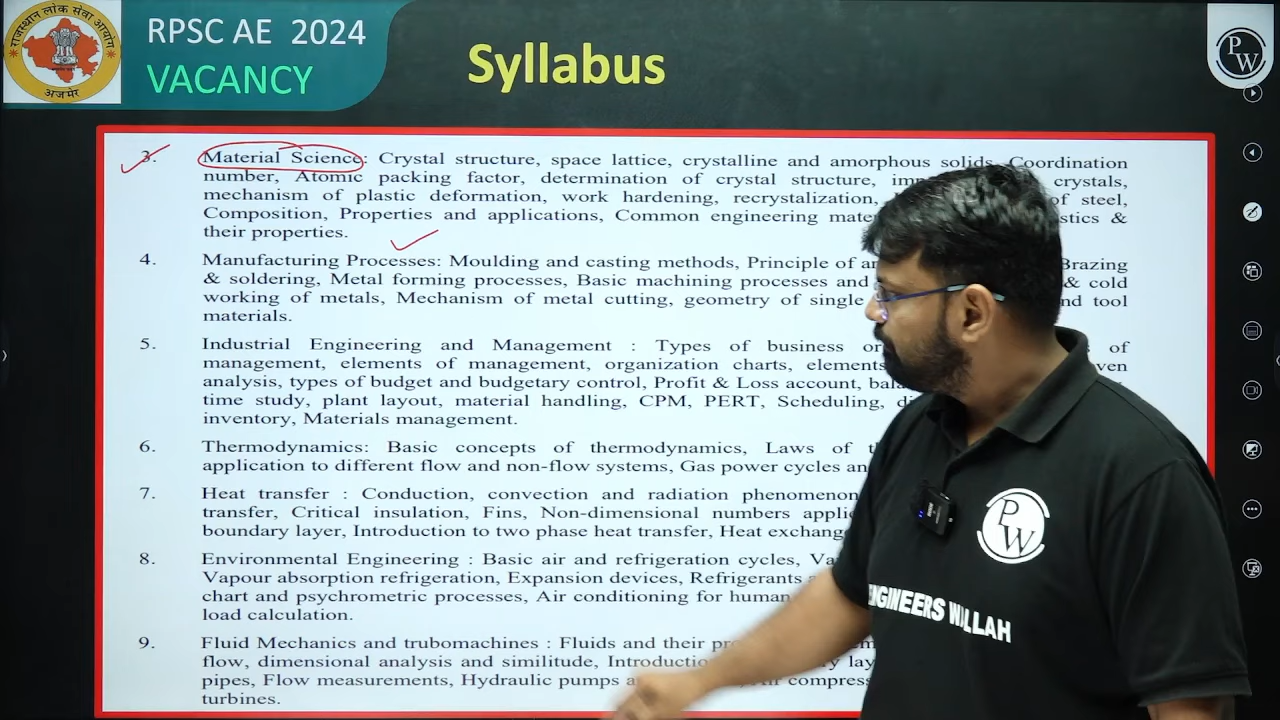 राजस्थान लोक सेवा आयोग
अजमेर
RPSC AE 2024
VACANCY
Syllabus
PW
3. Material Science: Crystal structure, space lattice, crystalline and amorphous solids, Coordination
number, Atomic packing factor, determination of crystal structure, crystals,
mechanism of plastic deformation, work hardening, recrystalization, of steel,
Composition, Properties and applications, Common engineering &
their properties.
4. Manufacturing Processes: Moulding and casting methods, Principle of Brazing
& soldering, Metal forming processes, Basic machining processes and & cold
working of metals, Mechanism of metal cutting, geometry of single tool
materials.
5. Industrial Engineering and Management : Types of business of
management, elements of management, organization charts, elements
analysis, types of budget and budgetary control, Profit & Loss account,
time study, plant layout, material handling, CPM, PERT, Scheduling,
inventory, Materials management.
6. Thermodynamics: Basic concepts of thermodynamics, Laws of
application to different flow and non-flow systems, Gas power cycles
7. Heat transfer : Conduction, convection and radiation phenomenon
transfer, Critical insulation, Fins, Non-dimensional numbers
boundary layer, Introduction to two phase heat transfer, Heat
8. Environmental Engineering : Basic air and refrigeration cycles,
Vapour absorption refrigeration, Expansion devices, Refrigerants
chart and psychrometric processes, Air conditioning for human
load calculation.
9. Fluid Mechanics and trubomachines : Fluids and their
flow, dimensional analysis and similitude,
pipes, Flow measurements, Hydraulic pumps
turbines.
PW
ENGINEERS WALLAH